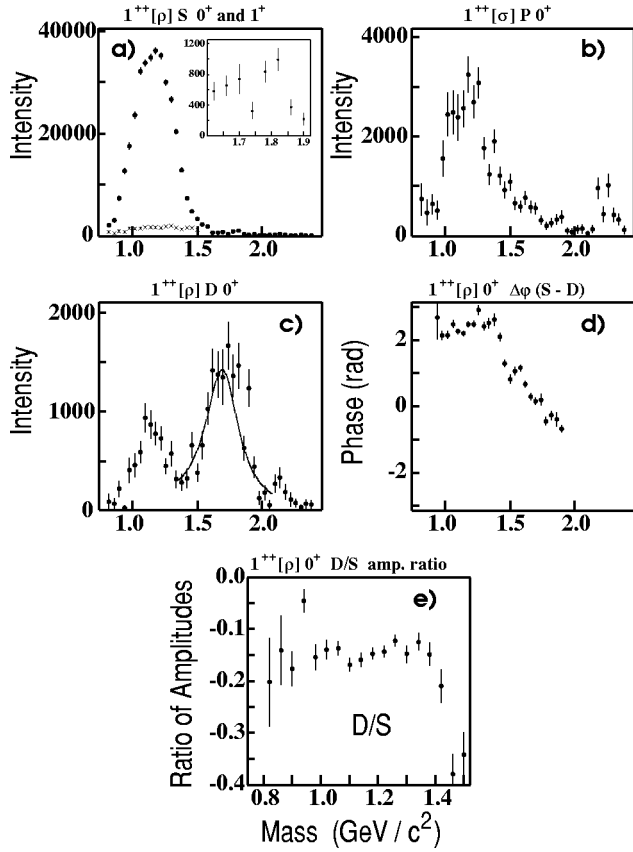 1++[ρ] S 0+ and 1+
a)
Intensity
40000
20000
0
1.0 1.5 2.0
1200
800
400
0
1.7 1.8 1.9
1++[σ] P 0+
b)
Intensity
4000
2000
0
1.0 1.5 2.0
1++[ρ] D 0+
c)
Intensity
2000
1000
0
1.0 1.5 2.0
1++[ρ] 0+ Δφ (S - D)
d)
Phase (rad)
2
0
-2
1.0 1.5 2.0
1++[ρ] 0+ D/S amp. ratio
e)
Ratio of Amplitudes
0.0
-0.1
-0.2
-0.3
-0.4
D/S
0.8 1.0 1.2 1.4
Mass (GeV / c2)